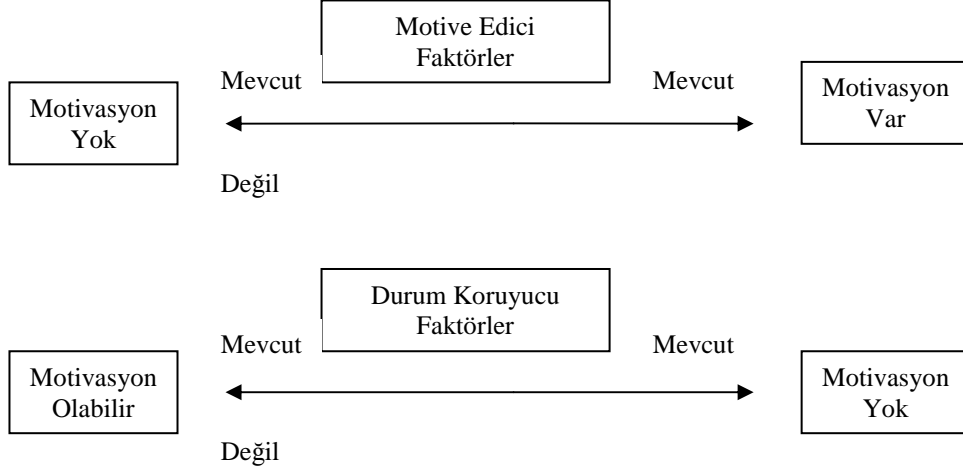 Motive Edici
Faktörler
Mevcut
Mevcut
Motivasyon
Yok
Motivasyon
Var
Değil
Durum Koruyucu
Faktörler
Mevcut
Mevcut
Motivasyon
Olabilir
Motivasyon
Yok
Değil